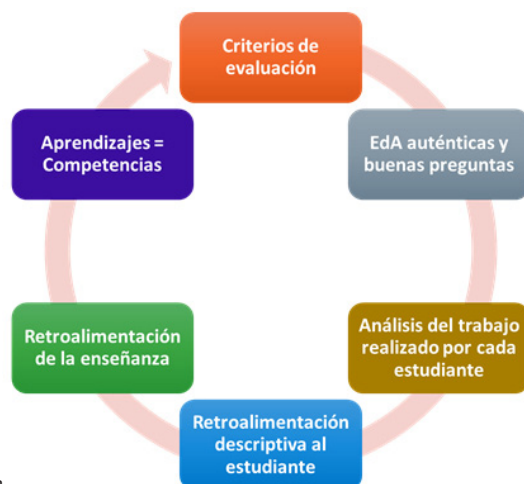 Criterios de
evaluación
EdA auténticas y
buenas preguntas
Análisis del trabajo
realizado por cada
estudiante
Retroalimentación
descriptiva al
estudiante
Retroalimentación
de la enseñanza
Aprendizajes =
Competencias